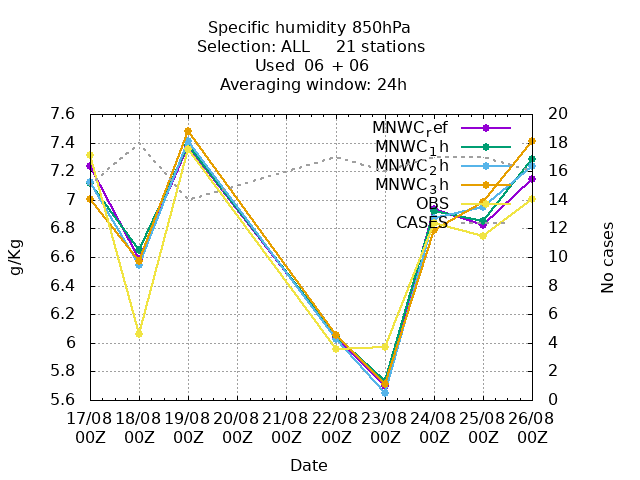 Specific humidity 850hPa
Selection: ALL     21 stations
Used  06 + 06
Averaging window: 24h
7.6
7.4
7.2
7
6.8
6.6
6.4
6.2
6
5.8
5.6
g/Kg
20
18
16
14
12
10
8
6
4
2
0
No cases
MNWC_ref
MNWC_1h
MNWC_2h
MNWC_3h
OBS
CASES
17/08 18/08 19/08 20/08 21/08 22/08 23/08 24/08 25/08 26/08
00Z 00Z 00Z 00Z 00Z 00Z 00Z 00Z 00Z 00Z
Date